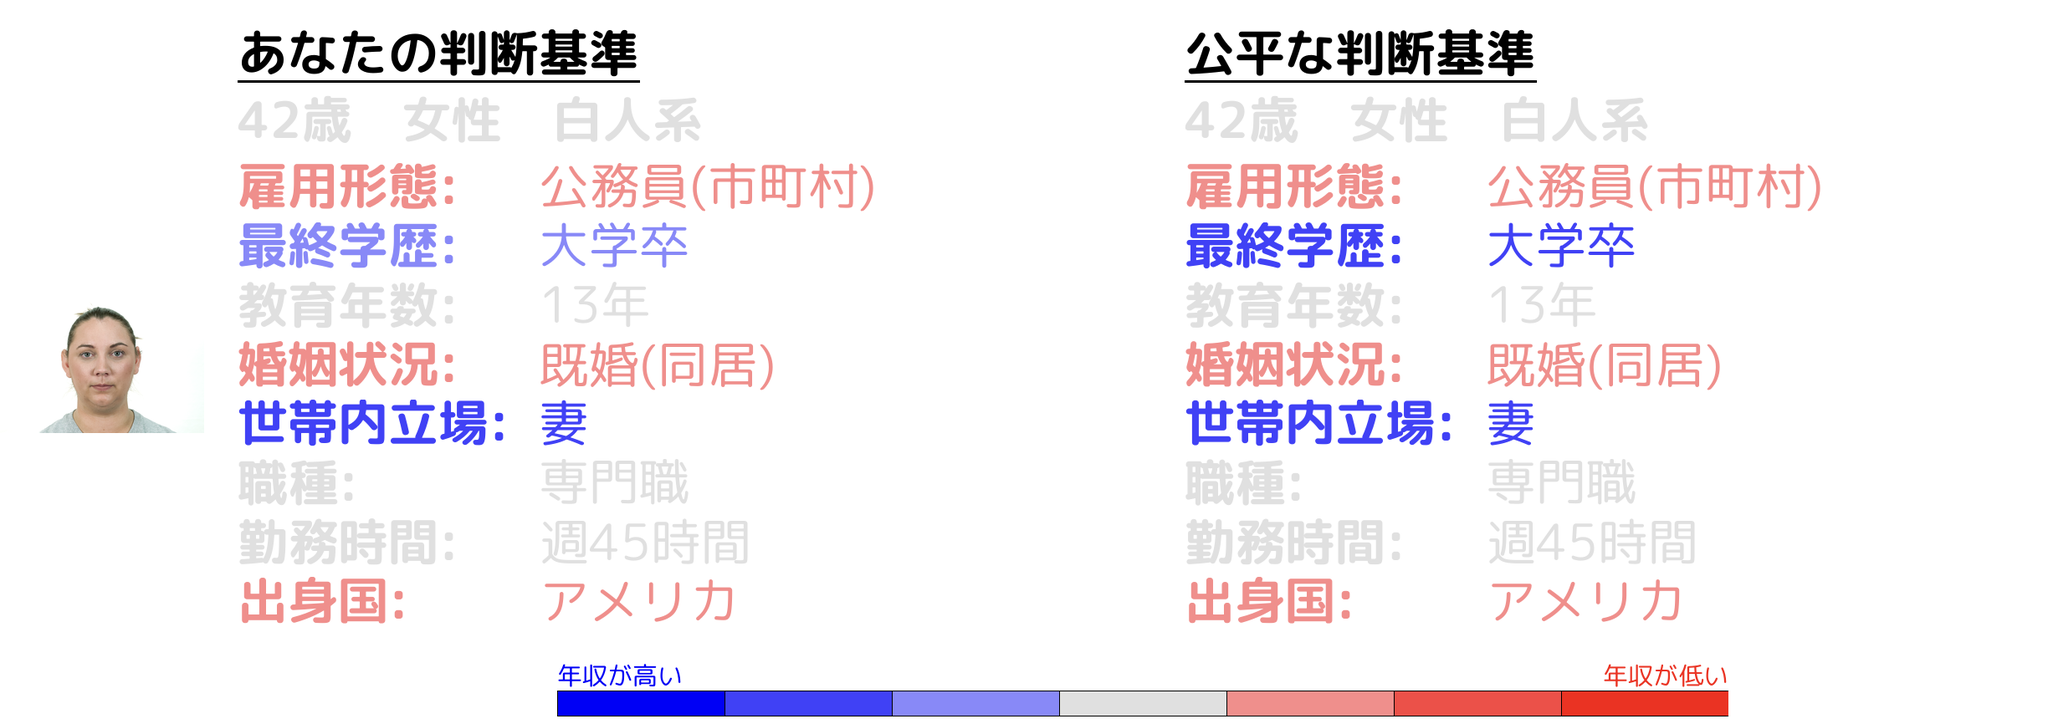 あなたの判断基準
42歳　女性　白人系
雇用形態: 公務員(市町村)
最終学歴: 大学卒
教育年数: 13年
婚姻状況: 既婚(同居)
世帯内立場: 妻
職種: 専門職
勤務時間: 週45時間
出身国: アメリカ
公平な判断基準
42歳　女性　白人系
雇用形態: 公務員(市町村)
最終学歴: 大学卒
教育年数: 13年
婚姻状況: 既婚(同居)
世帯内立場: 妻
職種: 専門職
勤務時間: 週45時間
出身国: アメリカ
年収が高い
年収が低い